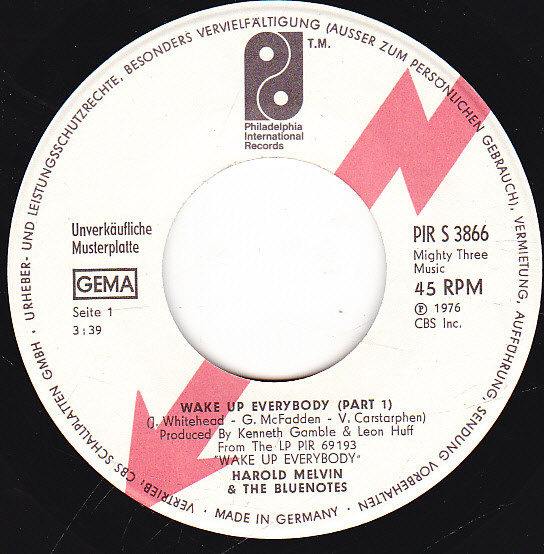 URHEBER- UND LEISTUNGSSCHUTZRECHTE, BESONDERS VERVIELFÄLTIGUNG (AUSSER ZUM PERSÖNLICHEN GEBRAUCH), VERMIETUNG, AUFFÜHRUNG, SENDUNG VORBEHALTEN
T.M.
Philadelphia
International
Records
Unverkäufliche
Musterplatte
GEMA
Seite 1
3:39
PIR S 3866
Mighty Three
Music
45 RPM
Ⓟ 1976
CBS Inc.
WAKE UP EVERYBODY (PART 1)
(J. Whitehead - G. McFadden - V. Carstarphen)
Produced By Kenneth Gamble & Leon Huff
From The LP PIR 69193
"WAKE UP EVERYBODY"
HAROLD MELVIN
& THE BLUENOTES
· VERTRIEB, CBS SCHALLPLATTEN GMBH ·
· MADE IN GERMANY ·